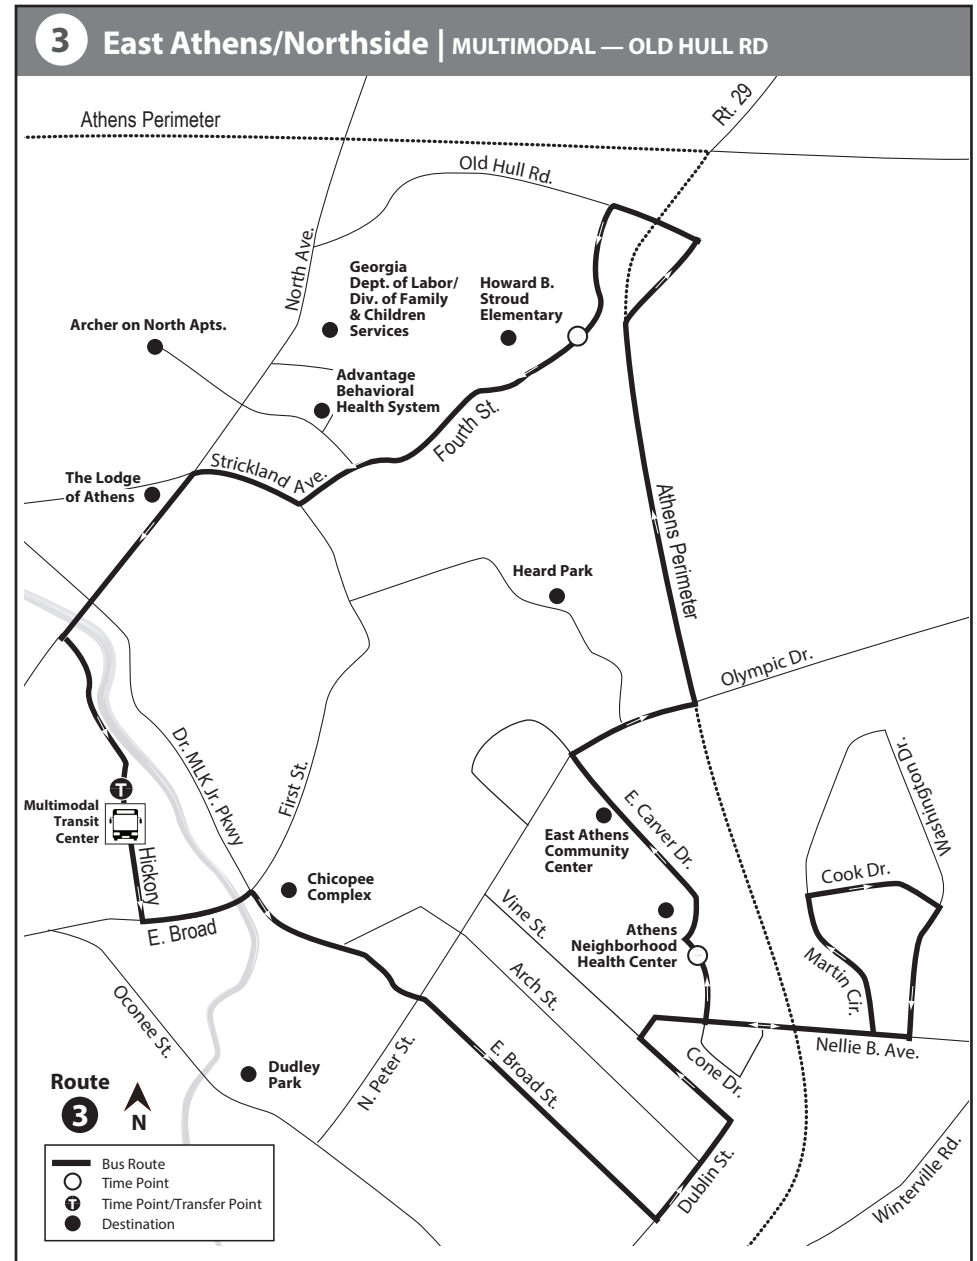 3 East Athens/Northside | MULTIMODAL — OLD HULL RD
Rt. 29
Athens Perimeter
Old Hull Rd.
North Ave.
Georgia
Dept. of Labor/
Div. of Family
& Children
Services
Howard B.
Stroud
Elementary
Archer on North Apts.
Advantage
Behavioral
Health System
Fourth St.
Strickland Ave.
The Lodge
of Athens
Athens Perimeter
Heard Park
Olympic Dr.
Dr. MLK Jr. Pkwy
First St.
Washington Dr.
T
Multimodal
Transit
Center
E. Carver Dr.
East Athens
Community
Center
Hickory
Chicopee
Complex
Cook Dr.
Vine St.
E. Broad
Athens
Neighborhood
Health Center
Martin Cir.
Arch St.
Oconee St.
Nellie B. Ave.
E. Broad St.
Cone Dr.
N. Peter St.
Dudley
Park
Route
3
N
Dublin St.
Winterville Rd.
Bus Route
Time Point
T Time Point/Transfer Point
Destination